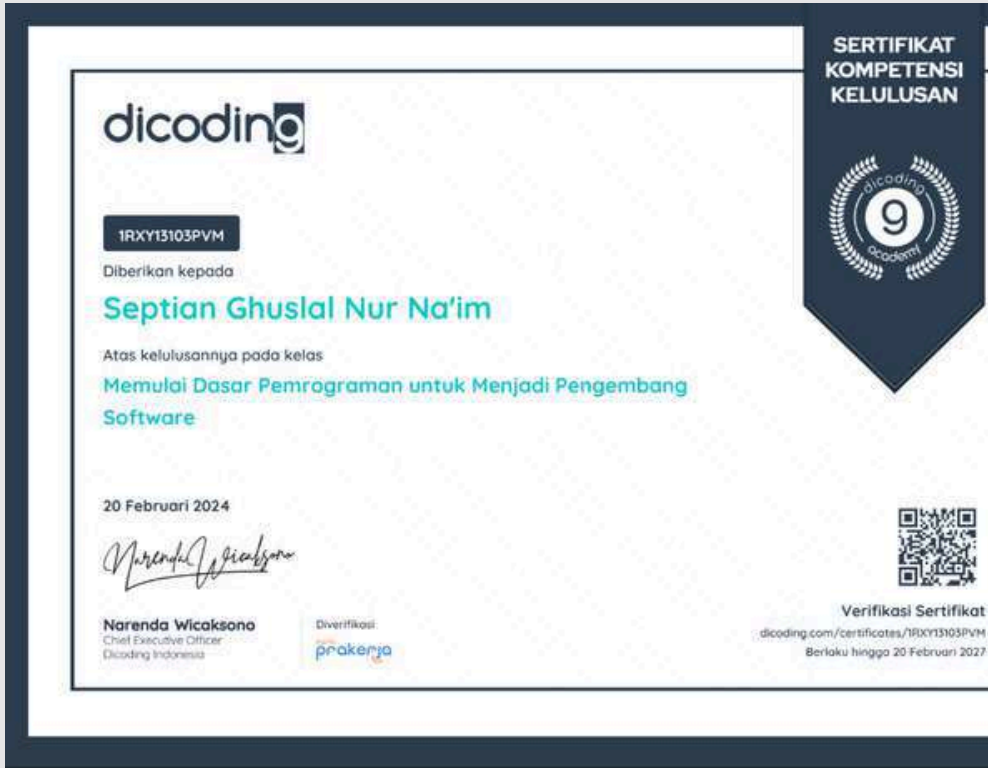 SERTIFIKAT
KOMPETENSI
KELULUSAN
dicoding
dicoding
9
academy
1RXY13103PVM
Diberikan kepada
Septian Ghuslal Nur Na'im
Atas kelulusannya pada kelas
Memulai Dasar Pemrograman untuk Menjadi Pengembang
Software
20 Februari 2024
Narenda Wicaksono
Narenda Wicaksono
Chief Executive Officer
Dicoding Indonesia
Diverifikasi
prakerja
Verifikasi Sertifikat
dicoding.com/certificates/1RXY13103PVM
Berlaku hingga 20 Februari 2027